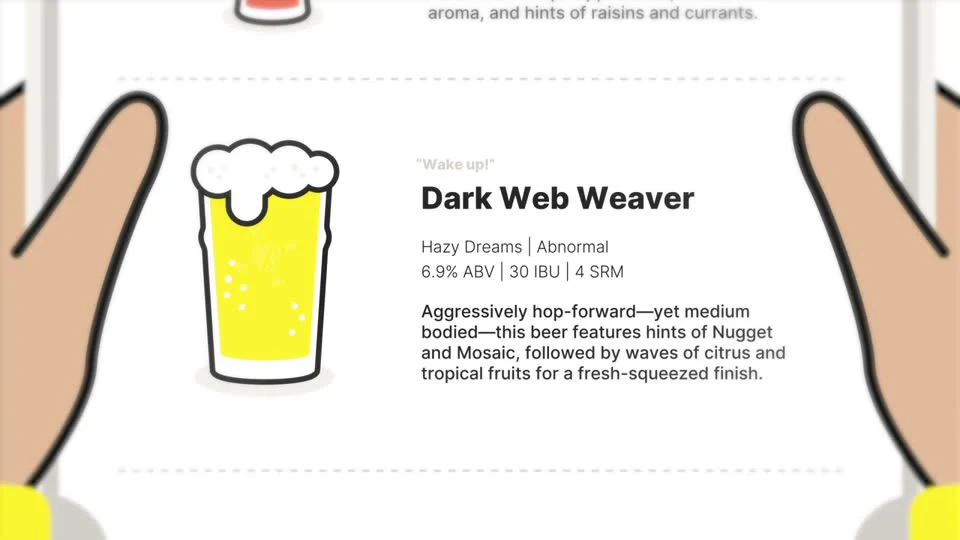 aroma, and hints of raisins and currants.
"Wake up!"
Dark Web Weaver
Hazy Dreams | Abnormal
6.9% ABV | 30 IBU | 4 SRM
Aggressively hop-forward—yet medium
bodied—this beer features hints of Nugget
and Mosaic, followed by waves of citrus and
tropical fruits for a fresh-squeezed finish.